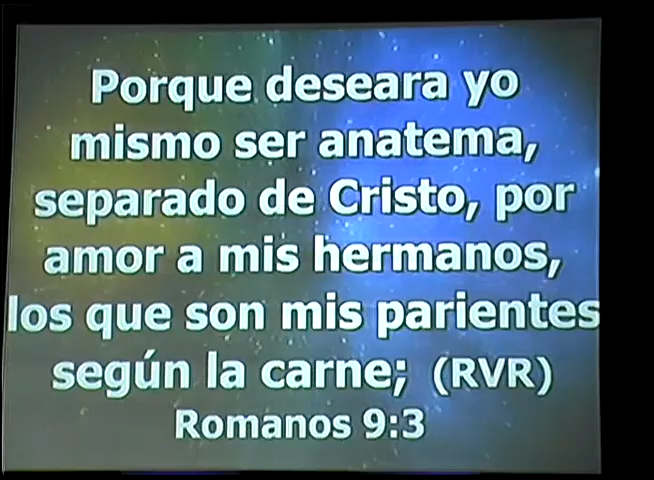 Porque deseara yo
mismo ser anatema,
separado de Cristo, por
amor a mis hermanos,
los que son mis parientes
según la carne; (RVR)
Romanos 9:3